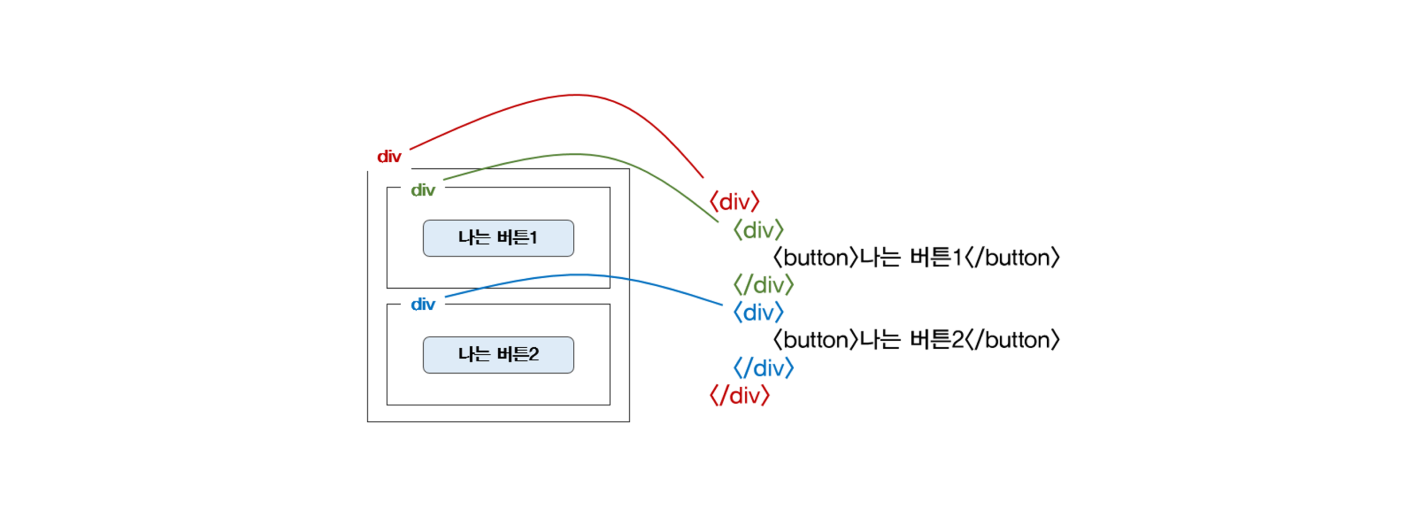 div
div
나는 버튼1
div
나는 버튼2
<div>
<div>
<button>나는 버튼1</button>
</div>
<div>
<button>나는 버튼2</button>
</div>
</div>